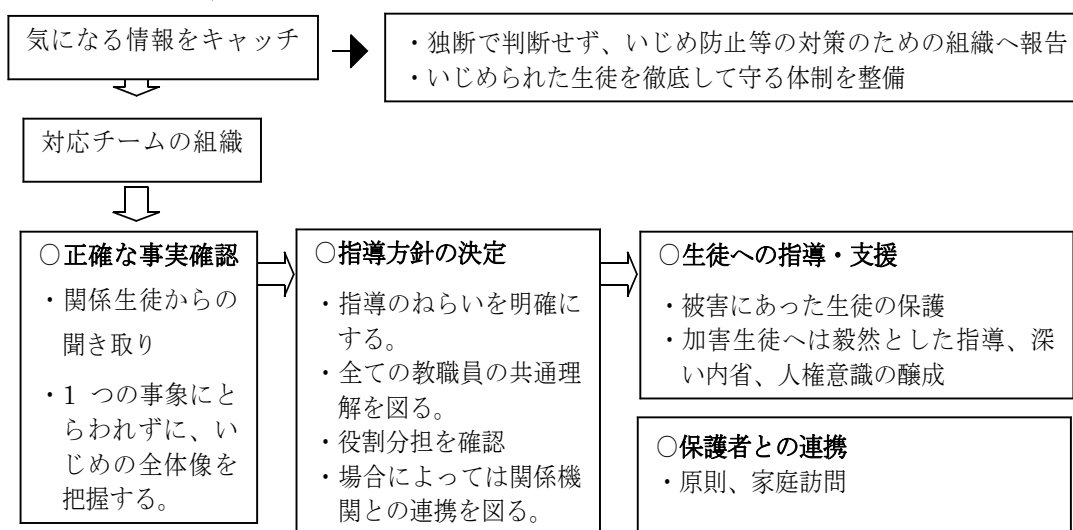 気になる情報をキャッチ
・独断で判断せず、いじめ防止等の対策のための組織へ報告
・いじめられた生徒を徹底して守る体制を整備
対応チームの組織
○正確な事実確認
・関係生徒からの
聞き取り
・1 つの事象にと
らわれずに、い
じめの全体像を
把握する。
○指導方針の決定
・指導のねらいを明確に
する。
・全ての教職員の共通理
解を図る。
・役割分担を確認
・場合によっては関係機
関との連携を図る。
○生徒への指導・支援
・被害にあった生徒の保護
・加害生徒へは毅然とした指導、深
い内省、人権意識の醸成
○保護者との連携
・原則、家庭訪問